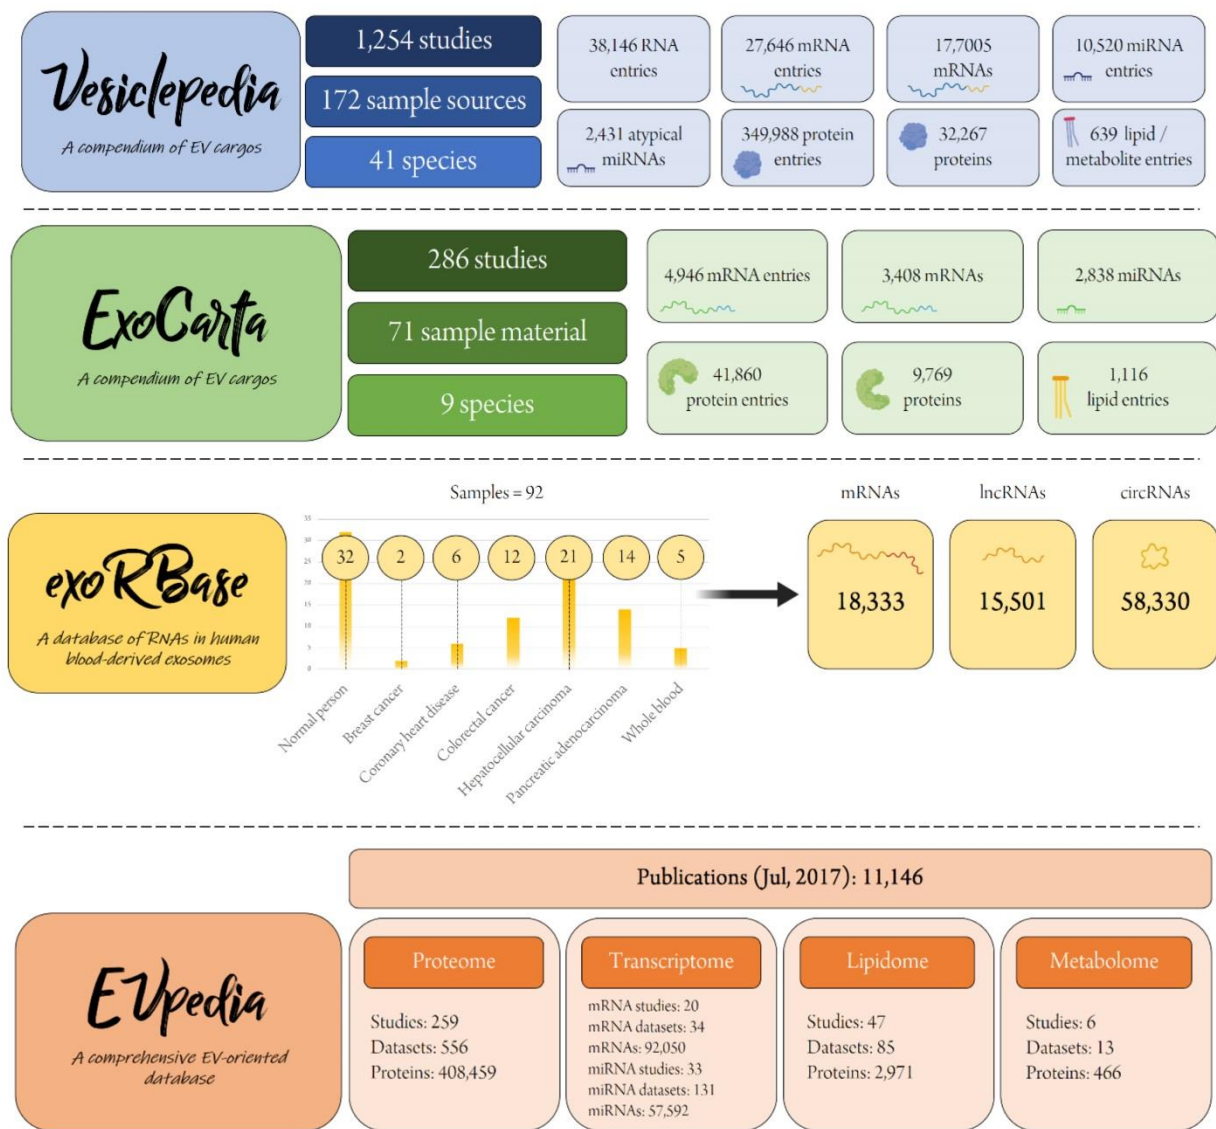 Vesiclepedia
A compendium of EV cargos
1,254 studies
172 sample sources
41 species
38,146 RNA
entries
27,646 mRNA
entries
17,7005
mRNAs
10,520 miRNA
entries
2,431 atypical
miRNAs
349,988 protein
entries
32,267
proteins
639 lipid /
metabolite entries
ExoCarta
A compendium of EV cargos
286 studies
71 sample material
9 species
4,946 mRNA entries
3,408 mRNAs
2,838 miRNAs
41,860
protein entries
9,769
proteins
1,116
lipid entries
exoRBase
A database of RNAs in human
blood-derived exosomes
Samples = 92
35
30
25
20
15
10
5
0
32
2
6
12
21
14
5
Normal person
Breast cancer
Coronary heart disease
Colorectal cancer
Hepatocellular carcinoma
Pancreatic adenocarcinoma
Whole blood
mRNAs
18,333
lncRNAs
15,501
circRNAs
58,330
EVpedia
A comprehensive EV-oriented
database
Publications (Jul, 2017): 11,146
Proteome
Studies: 259
Datasets: 556
Proteins: 408,459
Transcriptome
mRNA studies: 20
mRNA datasets: 34
mRNAs: 92,050
miRNA studies: 33
miRNA datasets: 131
miRNAs: 57,592
Lipidome
Studies: 47
Datasets: 85
Proteins: 2,971
Metabolome
Studies: 6
Datasets: 13
Proteins: 466